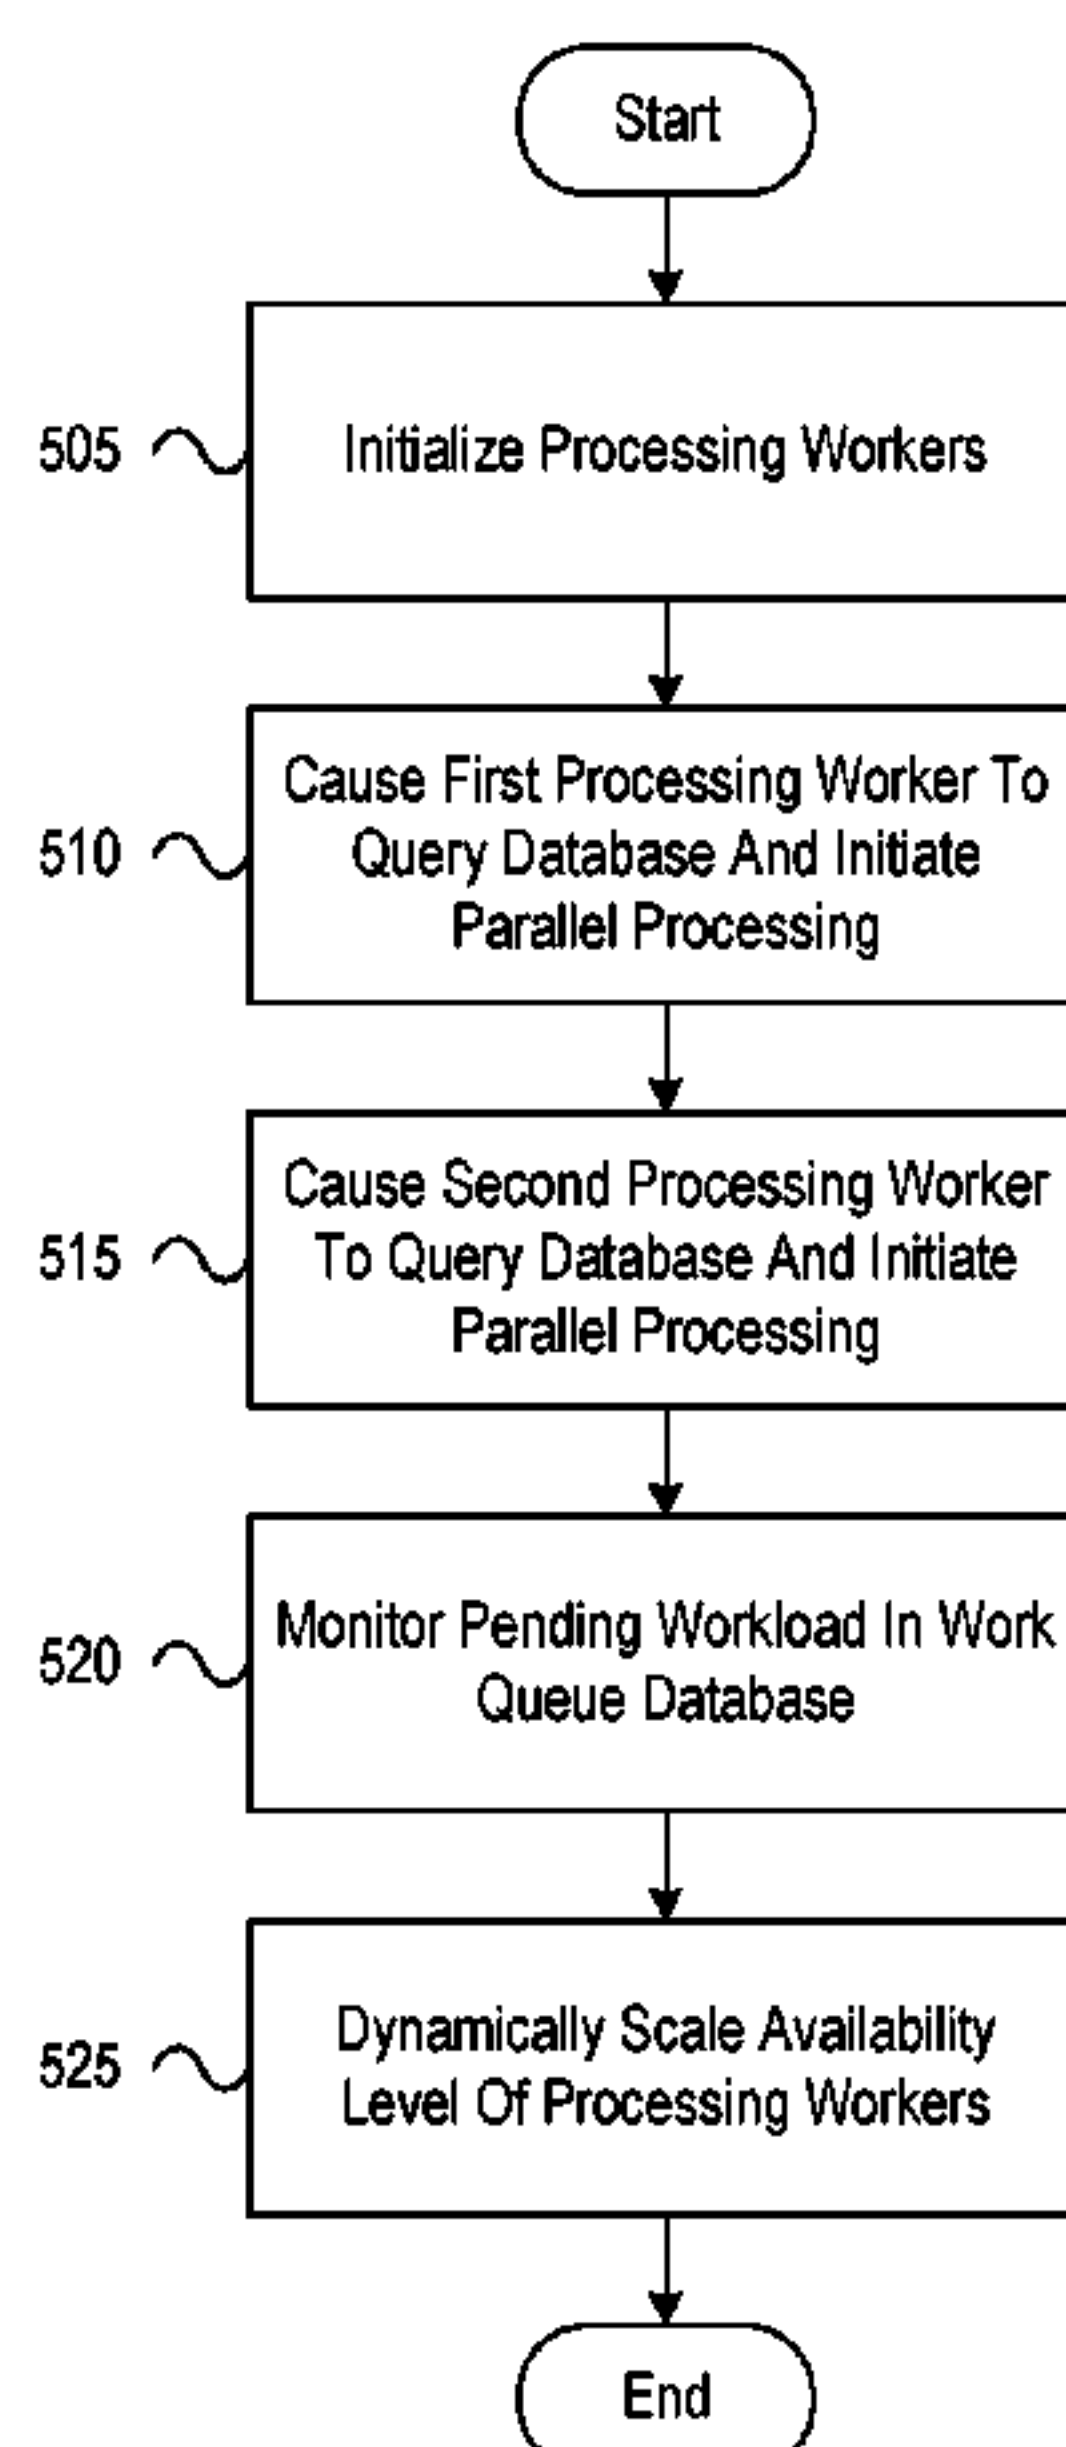 Start
505
Initialize Processing Workers
510
Cause First Processing Worker To
Query Database And Initiate
Parallel Processing
515
Cause Second Processing Worker
To Query Database And Initiate
Parallel Processing
520
Monitor Pending Workload In Work
Queue Database
525
Dynamically Scale Availability
Level Of Processing Workers
End